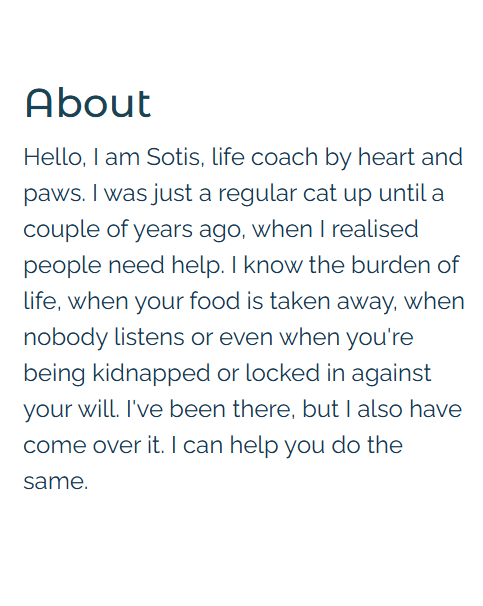 About
Hello, I am Sotis, life coach by heart and
paws. I was just a regular cat up until a
couple of years ago, when I realised
people need help. I know the burden of
life, when your food is taken away, when
nobody listens or even when you're
being kidnapped or locked in against
your will. I've been there, but I also have
come over it. I can help you do the
same.